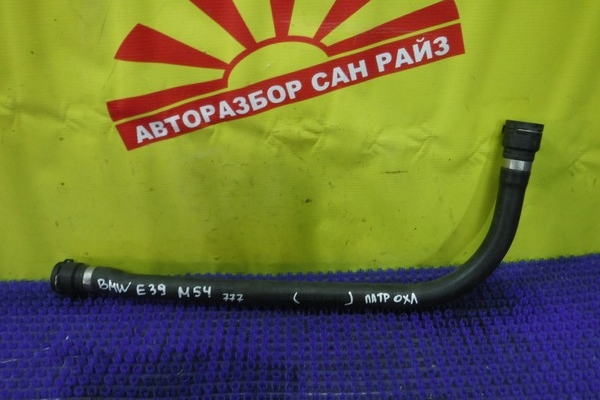 АВТОРАЗБОР САН РАЙЗ
BMW E39 M54 777 ( ) ПАТР ОХЛ